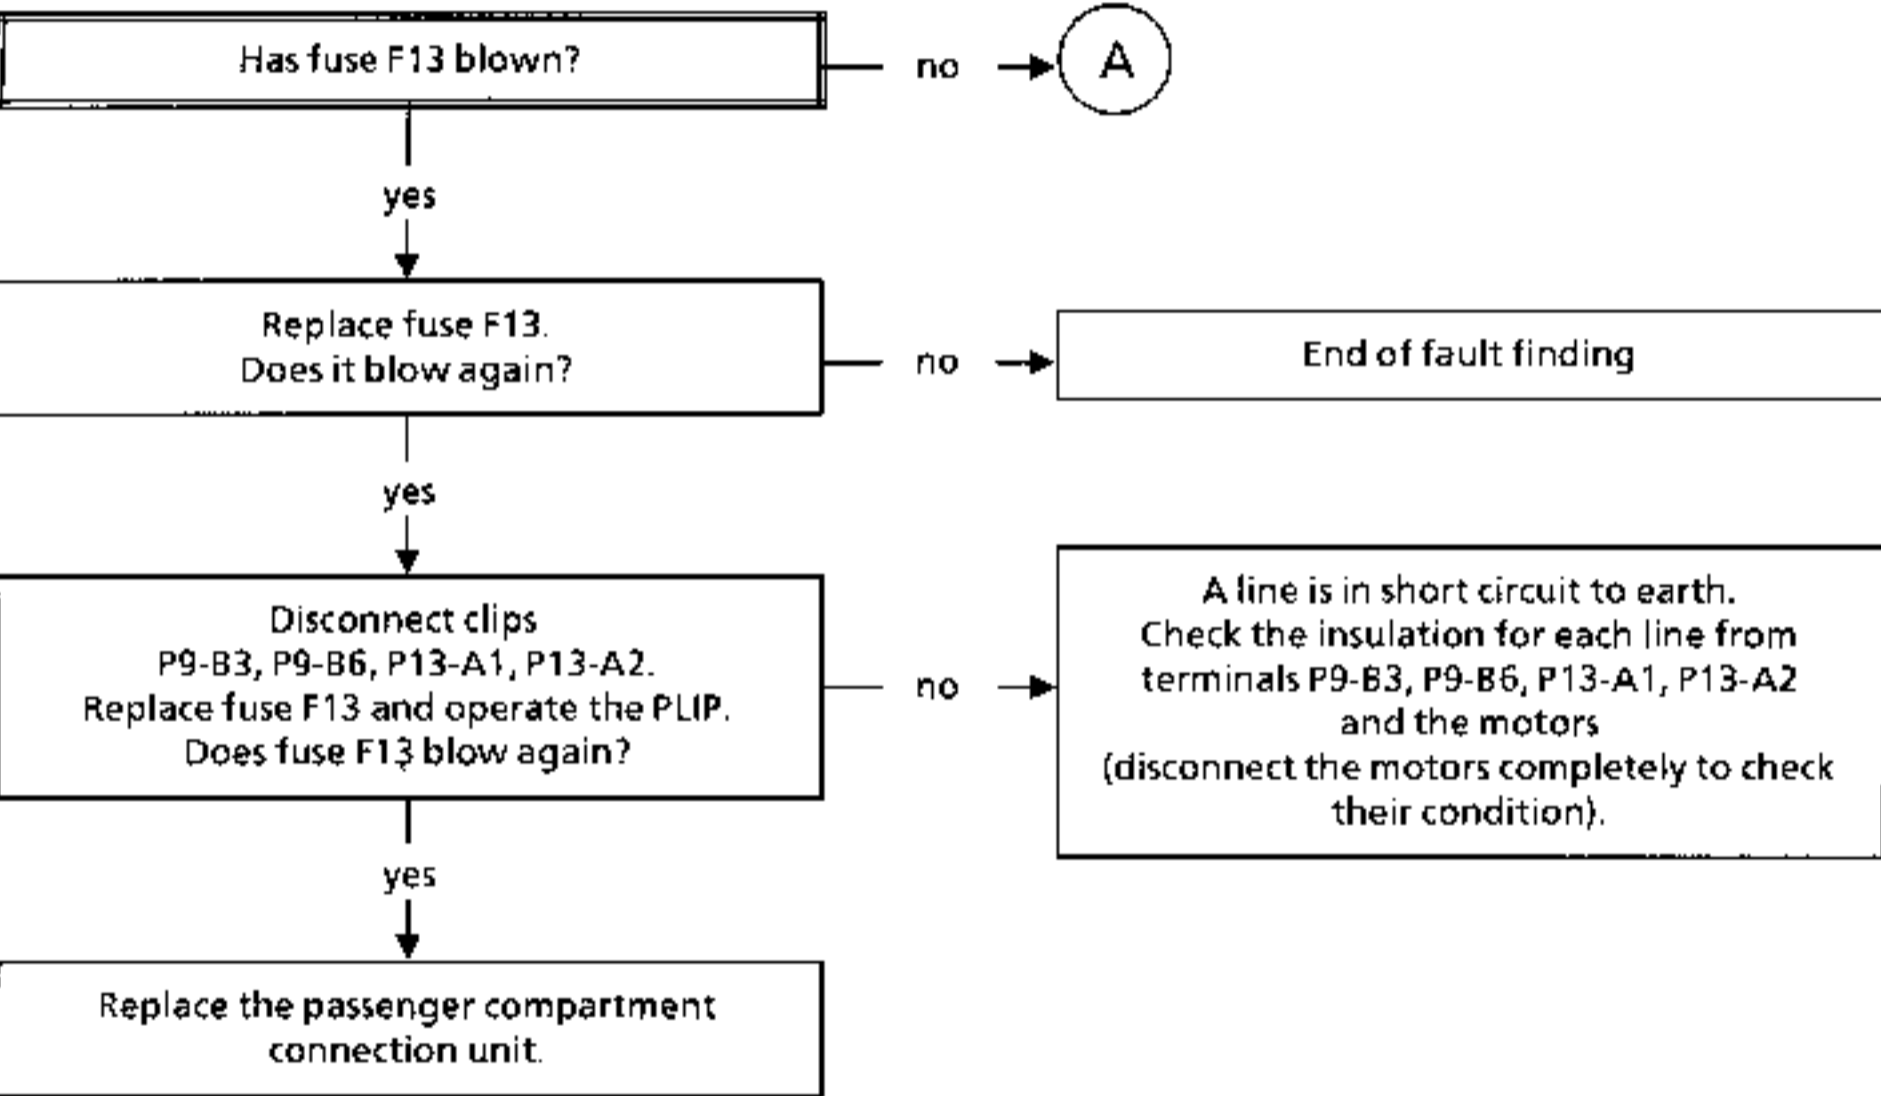 Has fuse F13 blown?
no
A
yes
Replace fuse F13.
Does it blow again?
no
End of fault finding
yes
Disconnect clips
P9-B3, P9-B6, P13-A1, P13-A2.
Replace fuse F13 and operate the PLIP.
Does fuse F13 blow again?
no
A line is in short circuit to earth.
Check the insulation for each line from
terminals P9-B3, P9-B6, P13-A1, P13-A2
and the motors
(disconnect the motors completely to check
their condition).
yes
Replace the passenger compartment
connection unit.